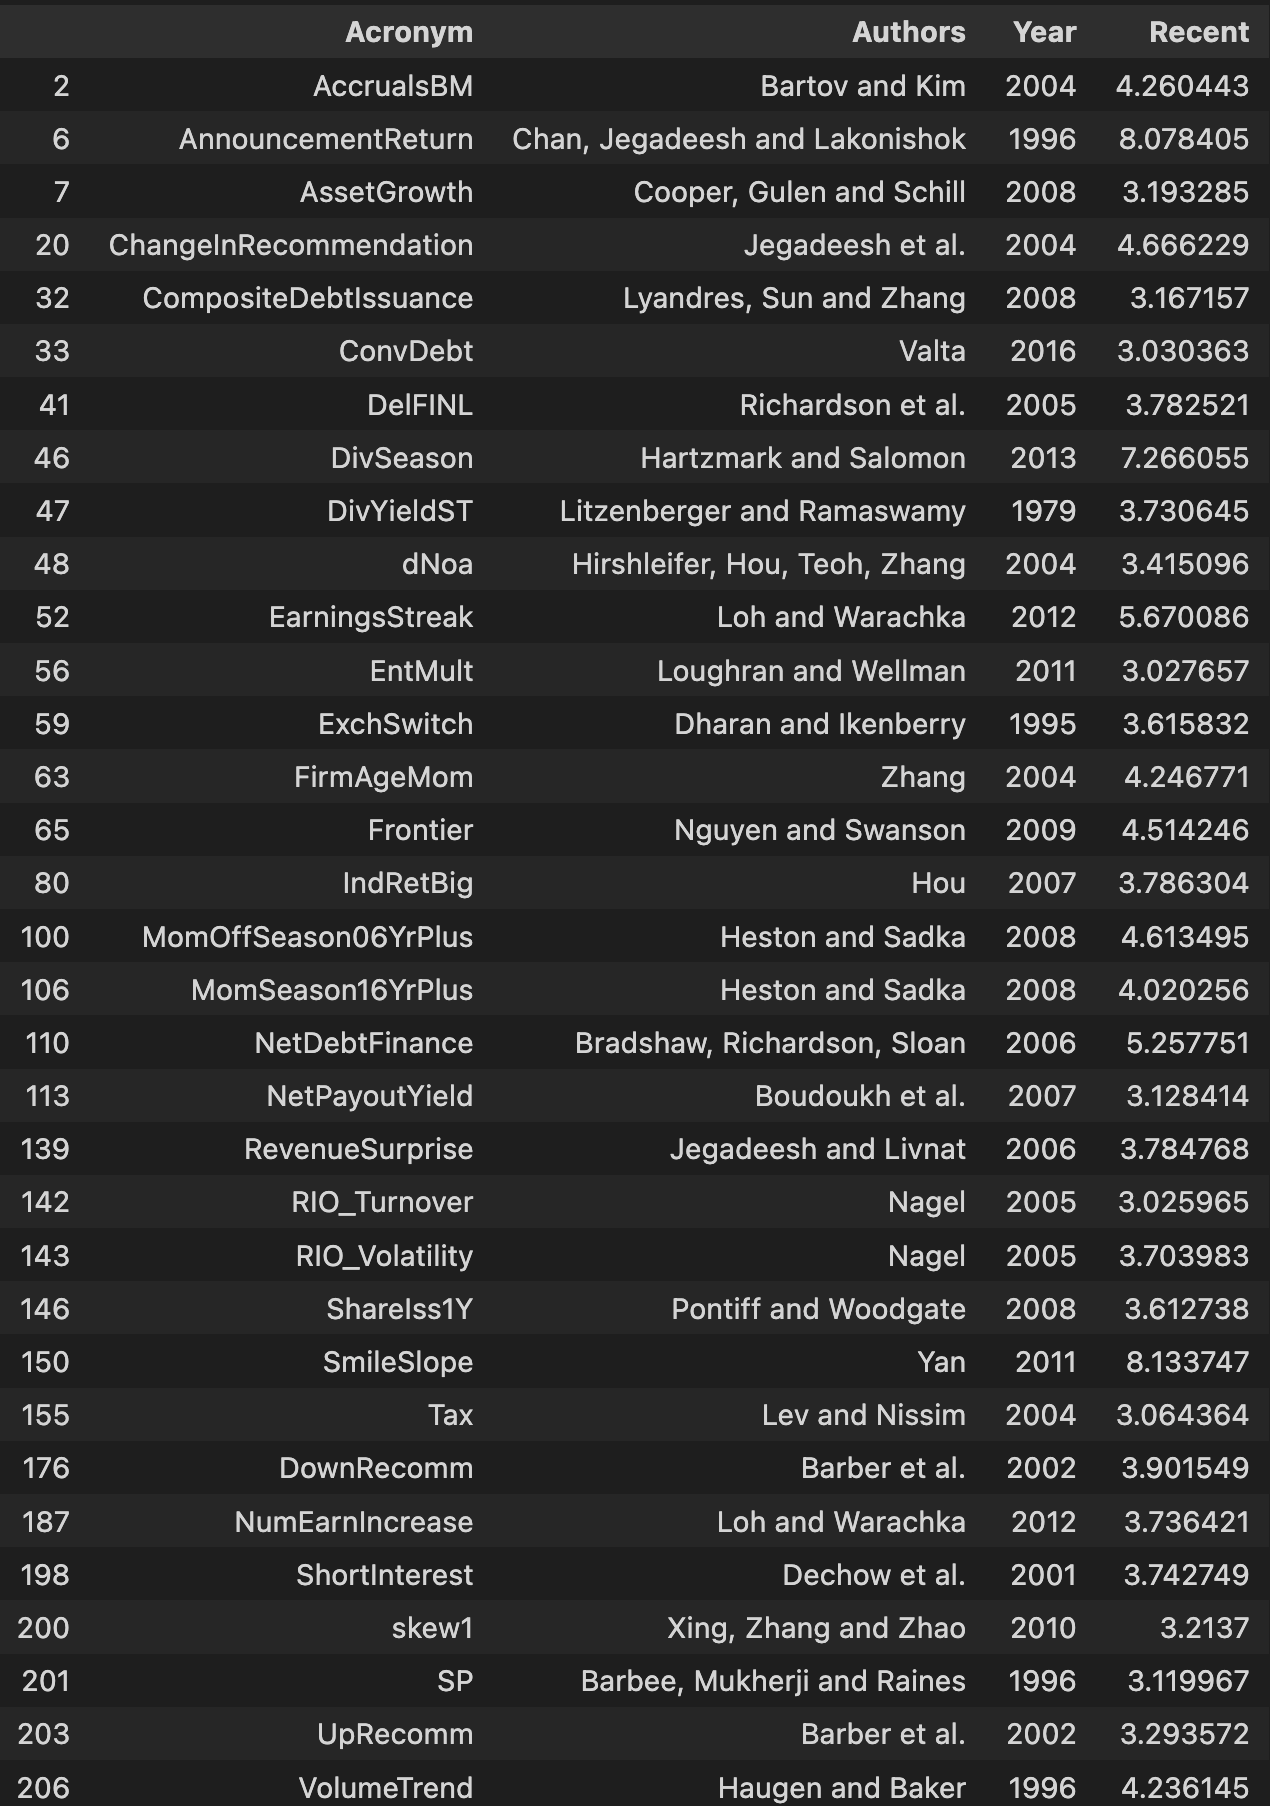 Acronym Authors Year Recent
2 AccrualsBM Bartov and Kim 2004 4.260443
6 AnnouncementReturn Chan, Jegadeesh and Lakonishok 1996 8.078405
7 AssetGrowth Cooper, Gulen and Schill 2008 3.193285
20 ChangeInRecommendation Jegadeesh et al. 2004 4.666229
32 CompositeDebtIssuance Lyandres, Sun and Zhang 2008 3.167157
33 ConvDebt Valta 2016 3.030363
41 DelFINL Richardson et al. 2005 3.782521
46 DivSeason Hartzmark and Salomon 2013 7.266055
47 DivYieldST Litzenberger and Ramaswamy 1979 3.730645
48 dNoa Hirshleifer, Hou, Teoh, Zhang 2004 3.415096
52 EarningsStreak Loh and Warachka 2012 5.670086
56 EntMult Loughran and Wellman 2011 3.027657
59 ExchSwitch Dharan and Ikenberry 1995 3.615832
63 FirmAgeMom Zhang 2004 4.246771
65 Frontier Nguyen and Swanson 2009 4.514246
80 IndRetBig Hou 2007 3.786304
100 MomOffSeason06YrPlus Heston and Sadka 2008 4.613495
106 MomSeason16YrPlus Heston and Sadka 2008 4.020256
110 NetDebtFinance Bradshaw, Richardson, Sloan 2006 5.257751
113 NetPayoutYield Boudoukh et al. 2007 3.128414
139 RevenueSurprise Jegadeesh and Livnat 2006 3.784768
142 RIO_Turnover Nagel 2005 3.025965
143 RIO_Volatility Nagel 2005 3.703983
146 ShareIss1Y Pontiff and Woodgate 2008 3.612738
150 SmileSlope Yan 2011 8.133747
155 Tax Lev and Nissim 2004 3.064364
176 DownRecomm Barber et al. 2002 3.901549
187 NumEarnIncrease Loh and Warachka 2012 3.736421
198 ShortInterest Dechow et al. 2001 3.742749
200 skew1 Xing, Zhang and Zhao 2010 3.2137
201 SP Barbee, Mukherji and Raines 1996 3.119967
203 UpRecomm Barber et al. 2002 3.293572
206 VolumeTrend Haugen and Baker 1996 4.236145